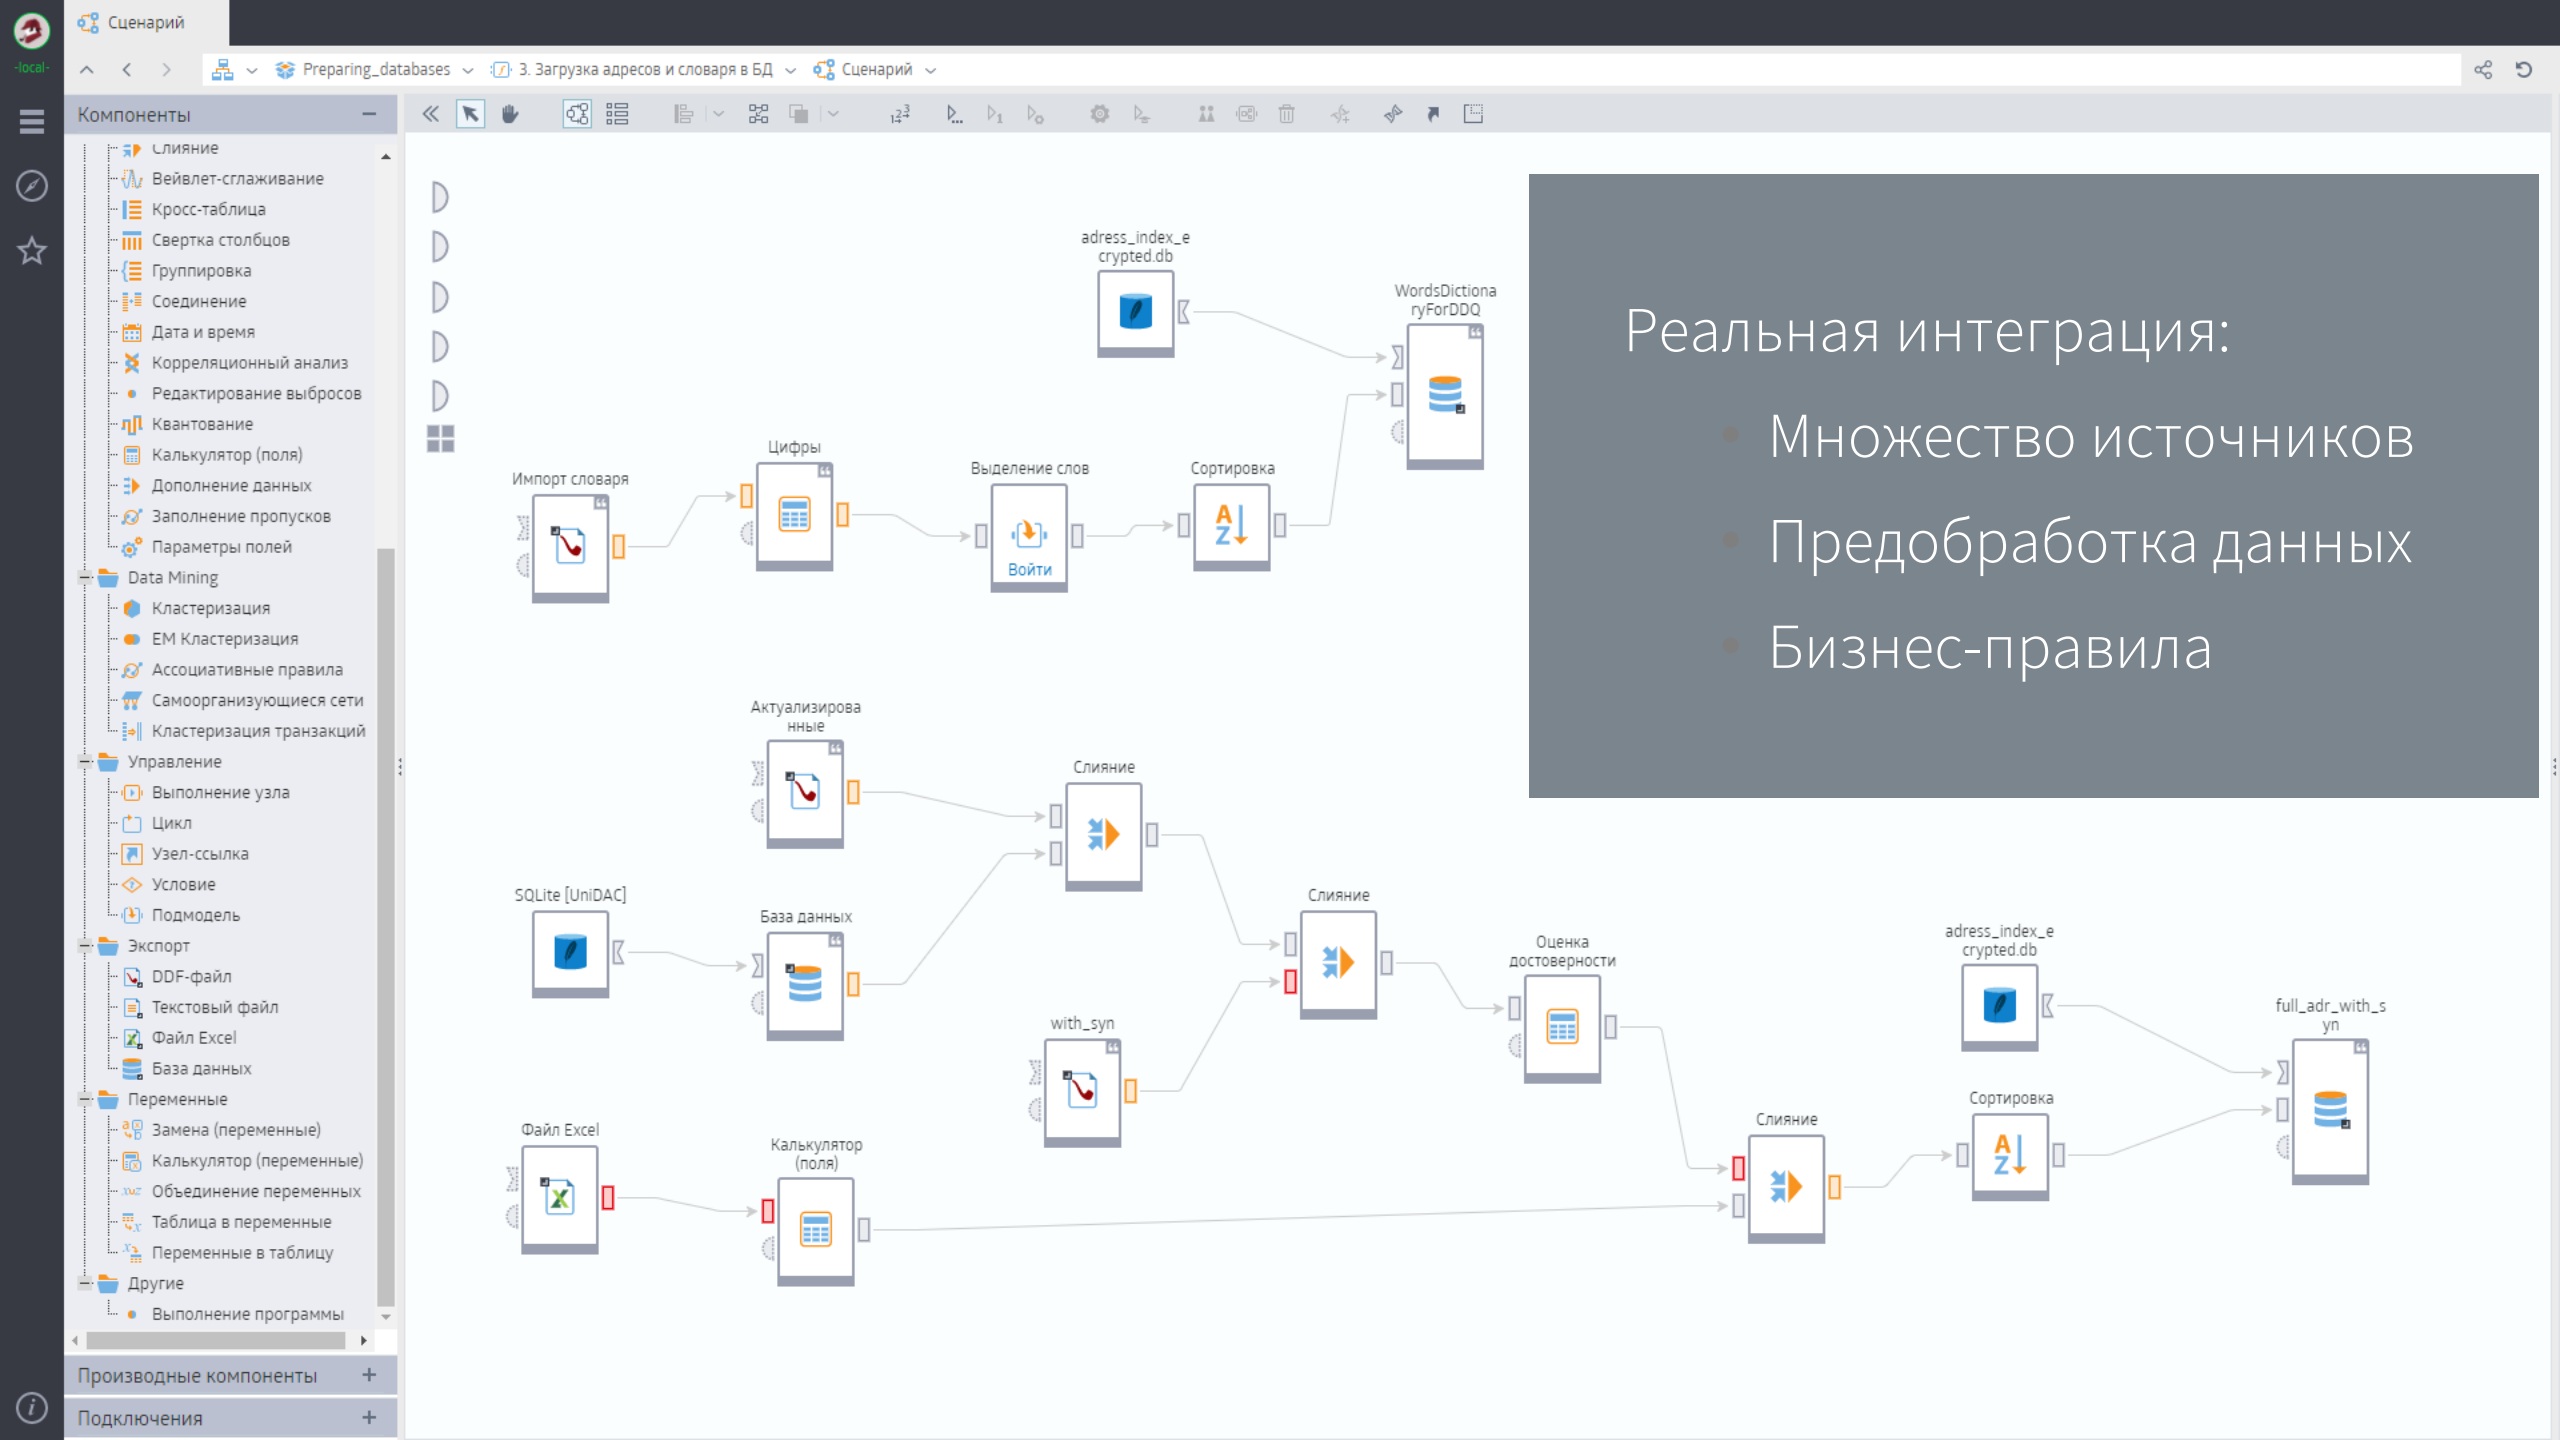 Сценарий
-local-
Preparing_databases
3. Загрузка адресов и словаря в БД
Сценарий
Компоненты
Слияние
Вейвлет-сглаживание
Кросс-таблица
Свертка столбцов
Группировка
Соединение
Дата и время
Корреляционный анализ
Редактирование выбросов
Квантование
Калькулятор (поля)
Дополнение данных
Заполнение пропусков
Параметры полей
Data Mining
Кластеризация
ЕМ Кластеризация
Ассоциативные правила
Самоорганизующиеся сети
Кластеризация транзакций
Управление
Выполнение узла
Цикл
Узел-ссылка
Условие
Подмодель
Экспорт
DDF-файл
Текстовый файл
Файл Excel
База данных
Переменные
Замена (переменные)
Калькулятор (переменные)
Объединение переменных
Таблица в переменные
Переменные в таблицу
Другие
Выполнение программы
Производные компоненты
Подключения
adress_index_e
crypted.db
WordsDictiona
ryForDDQ
Импорт словаря
Цифры
Выделение слов
Войти
Сортировка
Реальная интеграция:
• Множество источников
• Предобработка данных
• Бизнес-правила
Актуализирова
нные
Слияние
SQLite [UniDAC]
База данных
Слияние
with_syn
Оценка
достоверности
adress_index_e
crypted.db
full_adr_with_s
yn
Файл Excel
Калькулятор
(поля)
Слияние
Сортировка